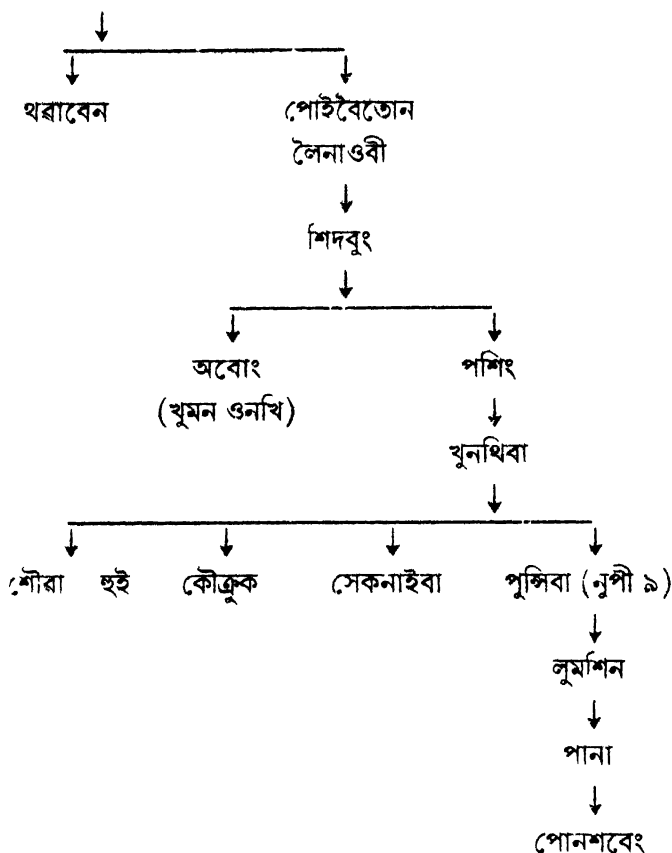 থৱাবেন পোইবৈতোন
লৈনাওবী
শিদবুং
অবোং পশিং
(খুমন ওনখি)
খুনথিবা
শৌৱা হুই কৌব্রুক সেকনাইবা পুন্সিবা (নুপী ৯)
লুমশিন
পানা
পোনশবেং